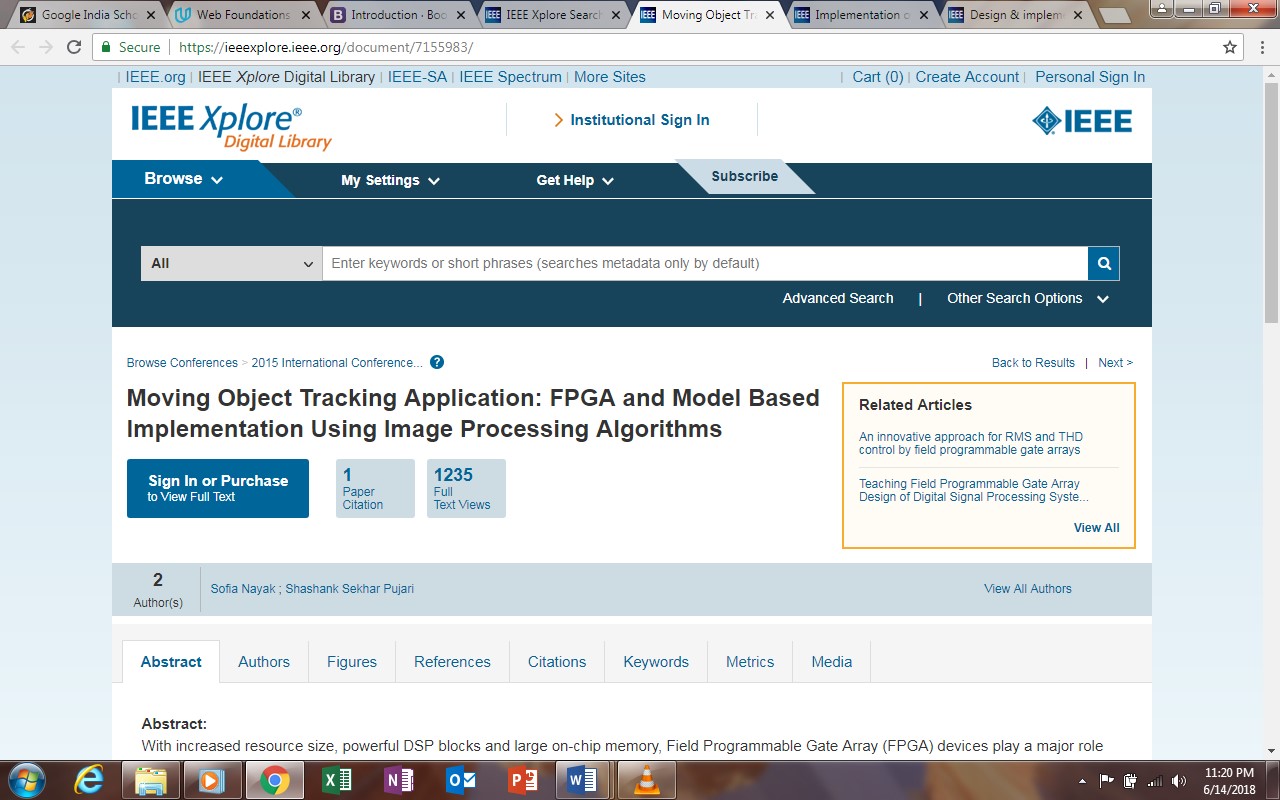 Google India Scho
Web Foundations
Introduction · Boo
IEEE Xplore Search
Moving Object Tra
Implementation o
Design & implem
Secure | https://ieeexplore.ieee.org/document/7155983/
| IEEE.org | IEEE Xplore Digital Library | IEEE-SA | IEEE Spectrum | More Sites
| Cart (0) | Create Account | Personal Sign In
IEEE Xplore®
Digital Library
Institutional Sign In
IEEE
Browse
My Settings
Get Help
Subscribe
All
Enter keywords or short phrases (searches metadata only by default)
Advanced Search | Other Search Options
Browse Conferences > 2015 International Conference... ?
Back to Results | Next >
Moving Object Tracking Application: FPGA and Model Based
Implementation Using Image Processing Algorithms
Sign In or Purchase
to View Full Text
1
Paper
Citation
1235
Full
Text Views
Related Articles
An innovative approach for RMS and THD
control by field programmable gate arrays
Teaching Field Programmable Gate Array
Design of Digital Signal Processing Syste...
View All
2
Author(s)
Sofia Nayak ; Shashank Sekhar Pujari
View All Authors
Abstract
Authors
Figures
References
Citations
Keywords
Metrics
Media
Abstract:
With increased resource size, powerful DSP blocks and large on-chip memory, Field Programmable Gate Array (FPGA) devices play a major role
11:20 PM
6/14/2018